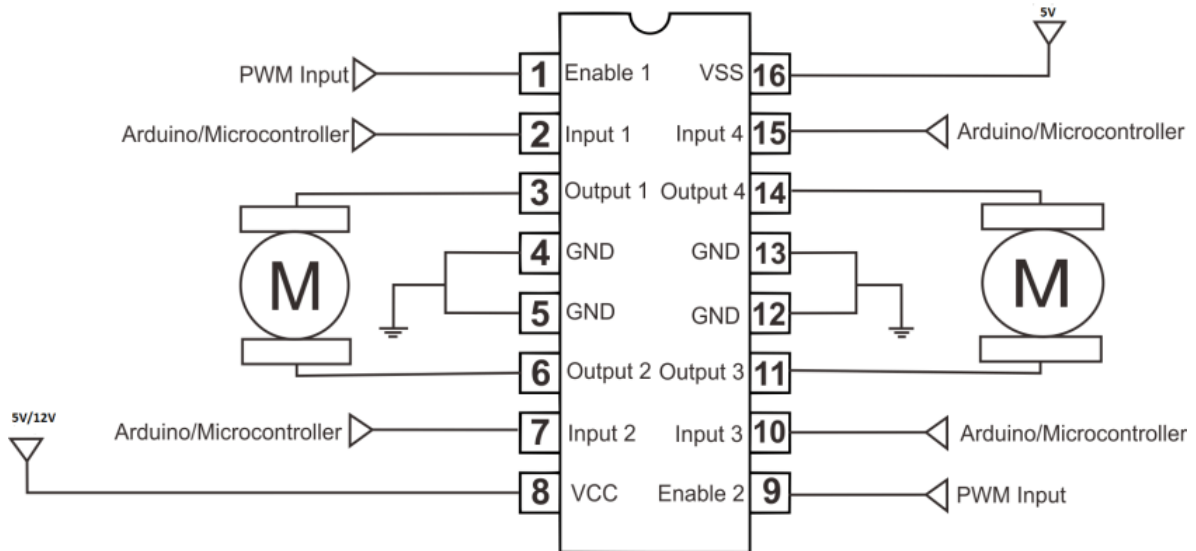 5V
PWM Input 1 Enable 1 VSS 16
Arduino/Microcontroller 2 Input 1 Input 4 15 Arduino/Microcontroller
3 Output 1 Output 4 14
4 GND GND 13
M M
5 GND GND 12
6 Output 2 Output 3 11
5V/12V
Arduino/Microcontroller 7 Input 2 Input 3 10 Arduino/Microcontroller
8 VCC Enable 2 9 PWM Input